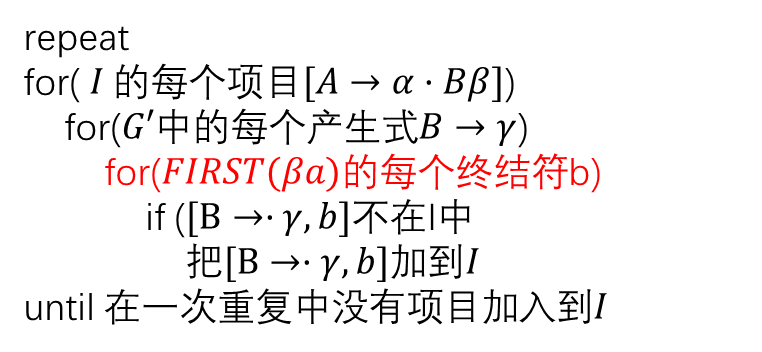 repeat
for( I 的每个项目[A → α · Bβ])
for(G′中的每个产生式B → γ)
for(FIRST(βa)的每个终结符b)
if ([B →· γ, b]不在I中
把[B →· γ, b]加到I
until 在一次重复中没有项目加入到I